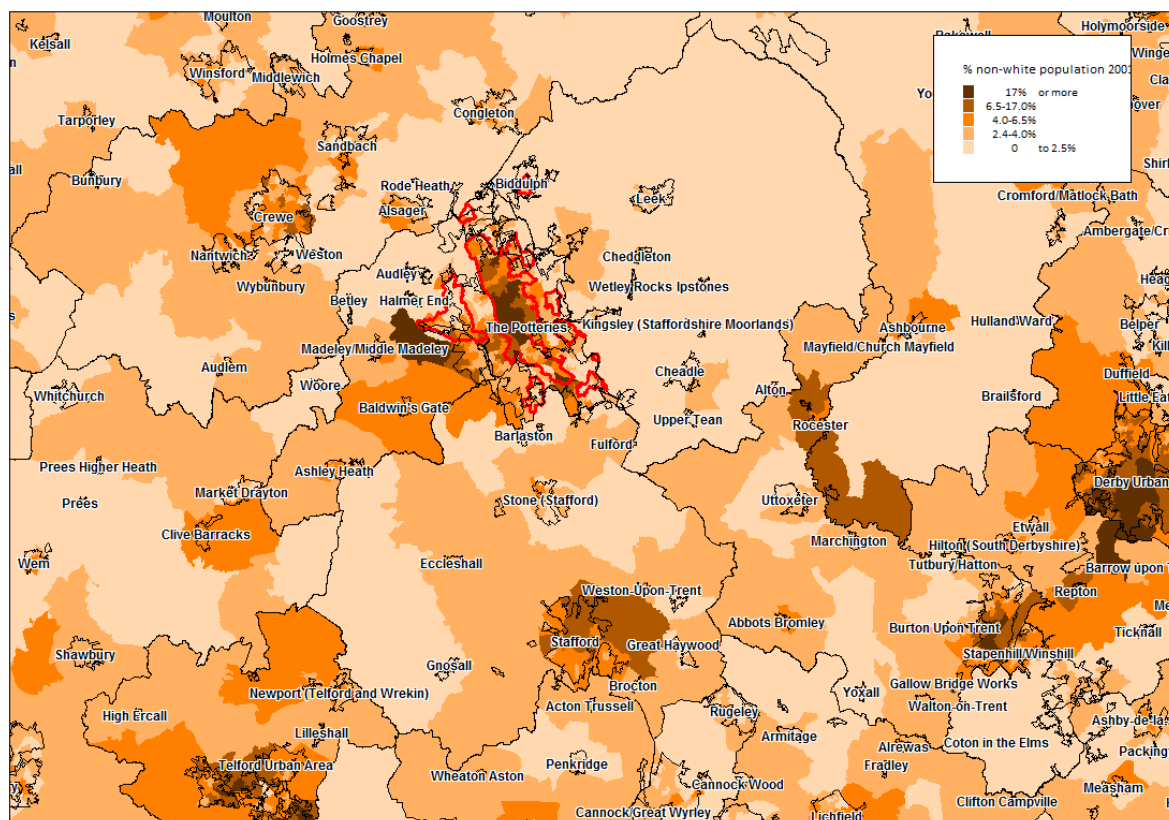 Moulton
Goostrey
Holymoorside
Kelsall
Bakewell
Holmes Chapel
Winsford
Middlewich
% non-white population 2001
17% or more
6.5-17.0%
4.0-6.5%
2.4-4.0%
0 to 2.5%
Tarporley
Congleton
Sandbach
Bunbury
Rode Heath
Biddulph
Alsager
Leek
Cromford/Matlock Bath
Crewe
Ambergate/Cr
Nantwich
Weston
Cheddleton
Audley
Wybunbury
Wetley Rocks
Ipstones
Betley
Halmer End
The Potteries
Kingsley (Staffordshire Moorlands)
Ashbourne
Hulland Ward
Belper
Madeley/Middle Madeley
Mayfield/Church Mayfield
Audlem
Cheadle
Duffield
Whitchurch
Woore
Alton
Brailsford
Little Eat
Baldwin's Gate
Upper Tean
Rocester
Barlaston
Fulford
Prees Higher Heath
Ashley Heath
Derby Urban
Market Drayton
Stone (Stafford)
Uttoxeter
Prees
Clive Barracks
Etwall
Marchington
Hilton (South Derbyshire)
Wem
Eccleshall
Tutbury/Hatton
Barrow upon T
Weston-Upon-Trent
Repton
Abbots Bromley
Burton Upon Trent
Ticknall
Shawbury
Stafford
Great Haywood
Stapenhill/Winshill
Gnosall
Newport (Telford and Wrekin)
Brocton
Yoxall
Gallow Bridge Works
High Ercall
Acton Trussell
Rugeley
Walton-on-Trent
Ashby-de-la
Lilleshall
Armitage
Alrewas
Coton in the Elms
Packing
Telford Urban Area
Penkridge
Fradley
Wheaton Aston
Cannock Wood
Measham
Clifton Campville
Cannock/Great Wyrley
Lichfield